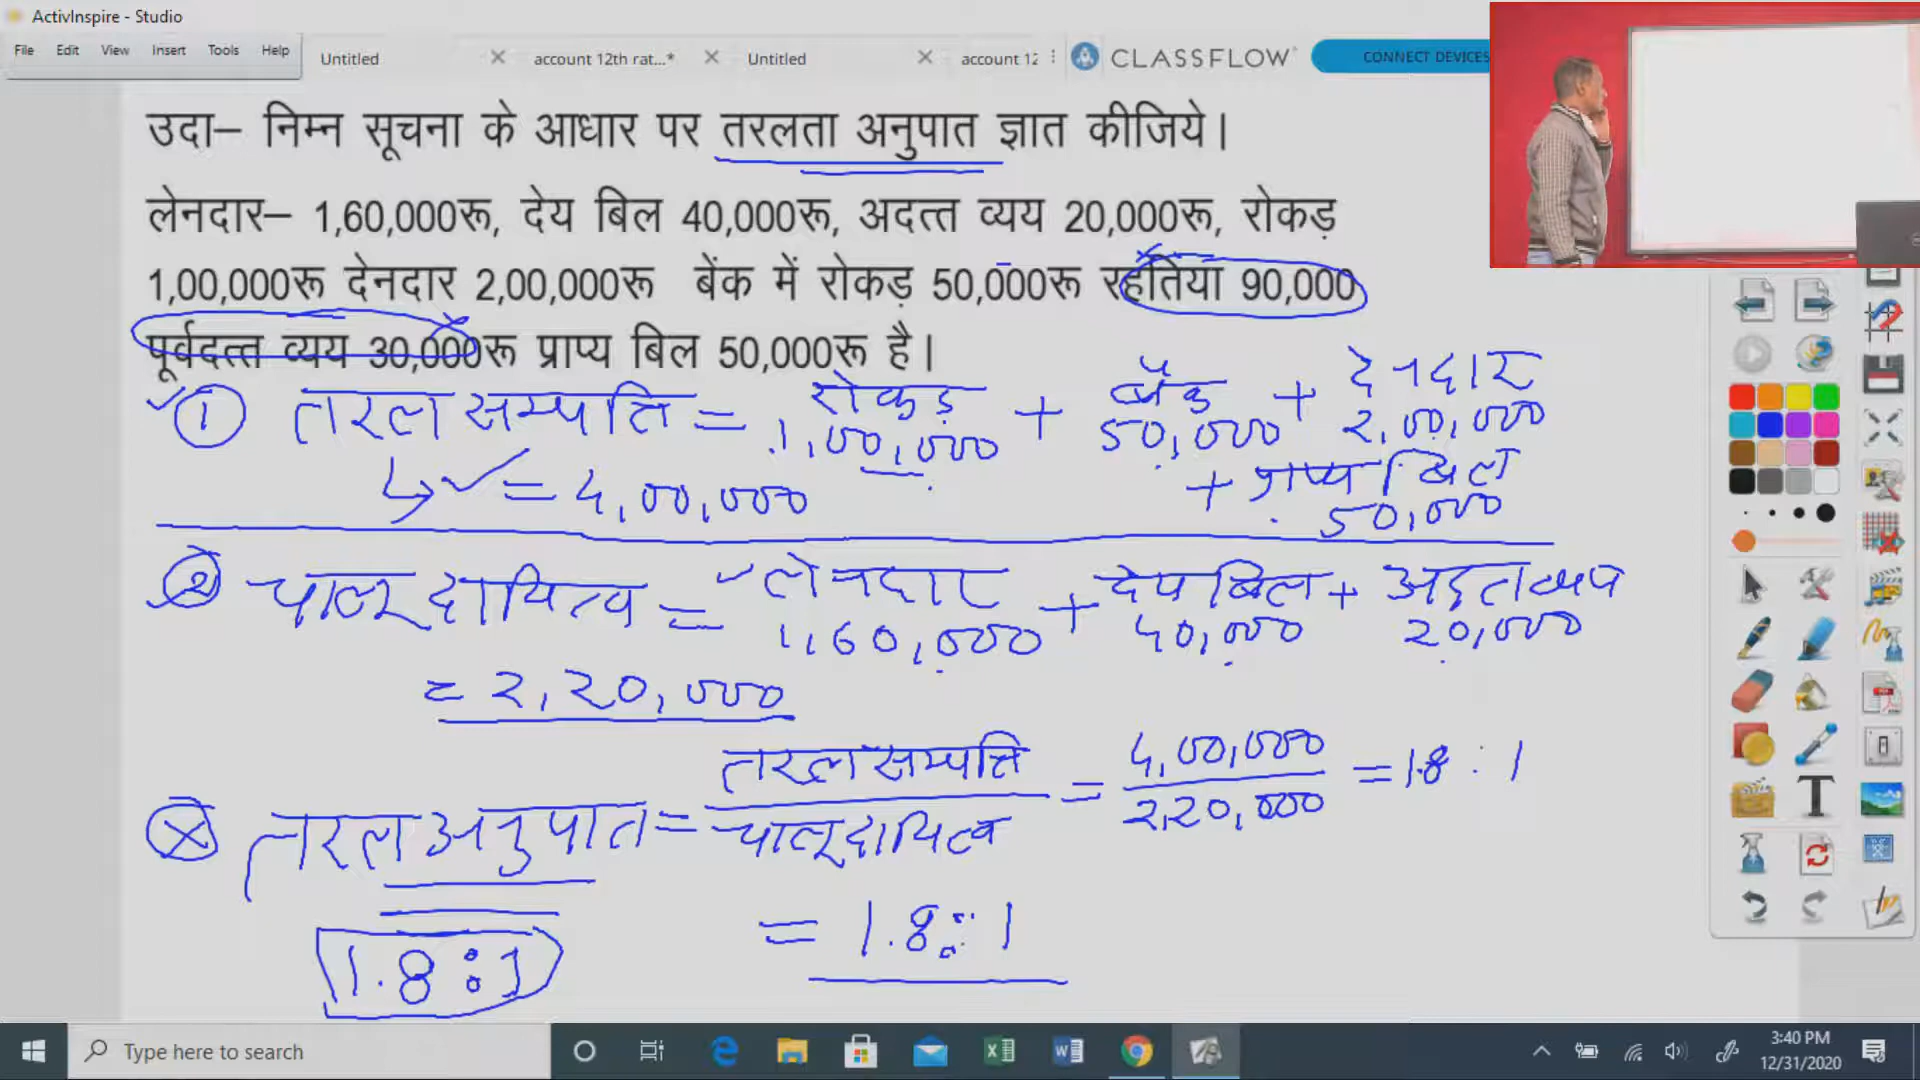 ActivInspire - Studio
File Edit View Insert Tools Help
Untitled account 12th rat...* Untitled account 12 CLASSFLOW CONNECT DEVICES
उदा– निम्न सूचना के आधार पर तरलता अनुपात ज्ञात कीजिये।
लेनदार– 1,60,000रू, देय बिल 40,000रू, अदत्त व्यय 20,000रू, रोकड़
1,00,000रू देनदार 2,00,000रू बेंक में रोकड़ 50,000रू रहतिया 90,000
पूर्वदत्त व्यय 30,000रू प्राप्य बिल 50,000रू है।
① तरल सम्पत्ति = रोकड़ + बैंक + देनदार
1,00,000 50,000 2,00,000
+ प्राप्य बिल
50,000
= 4,00,000
② चालू दायित्व = लेनदार + देय बिल + अदत व्यय
1,60,000 40,000 20,000
= 2,20,000
तरल अनुपात = तरल सम्पत्ति / चालू दायित्व = 4,00,000 / 2,20,000 = 1.8 : 1
= 1.8 : 1
1.8 : 1
Type here to search
3:40 PM
12/31/2020